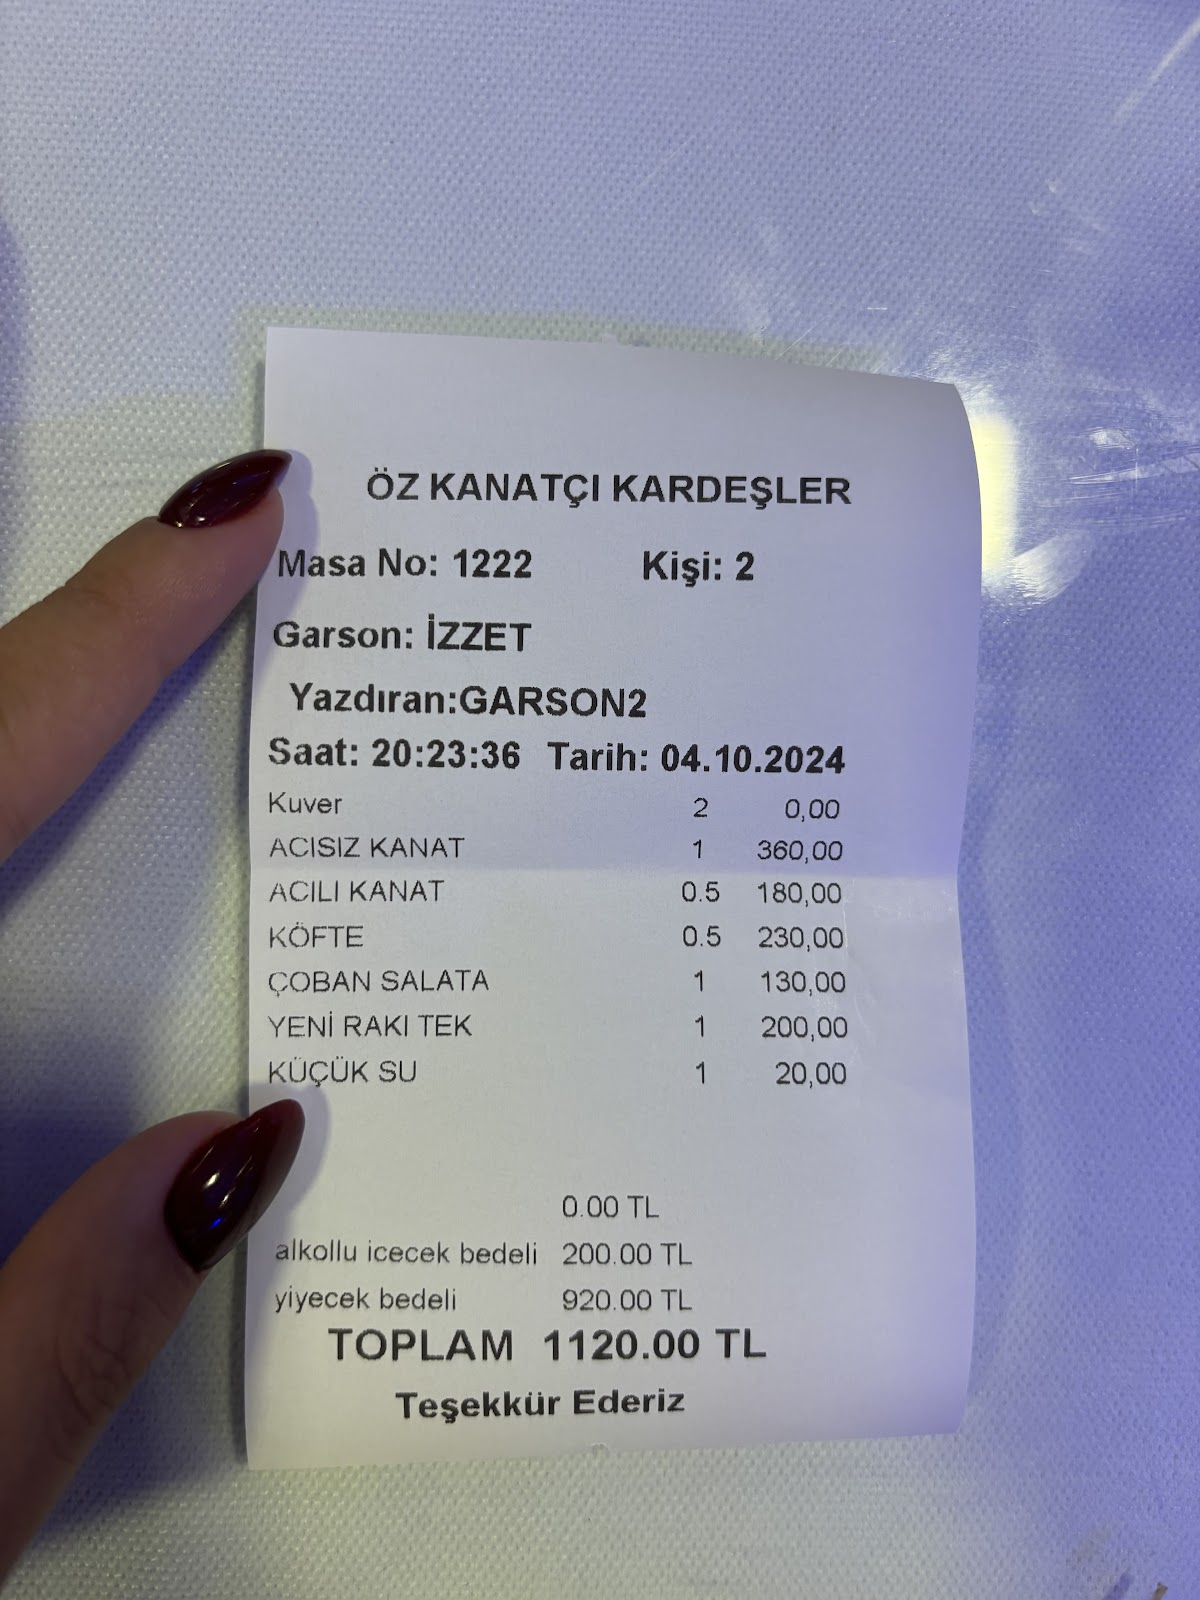 ÖZ KANATÇI KARDEŞLER
Masa No: 1222 Kişi: 2
Garson: İZZET
Yazdıran:GARSON2
Saat: 20:23:36 Tarih: 04.10.2024
Kuver 2 0,00
ACISIZ KANAT 1 360,00
ACILI KANAT 0.5 180,00
KÖFTE 0.5 230,00
ÇOBAN SALATA 1 130,00
YENİ RAKI TEK 1 200,00
KÜÇÜK SU 1 20,00
0.00 TL
alkollu icecek bedeli 200.00 TL
yiyecek bedeli 920.00 TL
TOPLAM 1120.00 TL
Teşekkür Ederiz